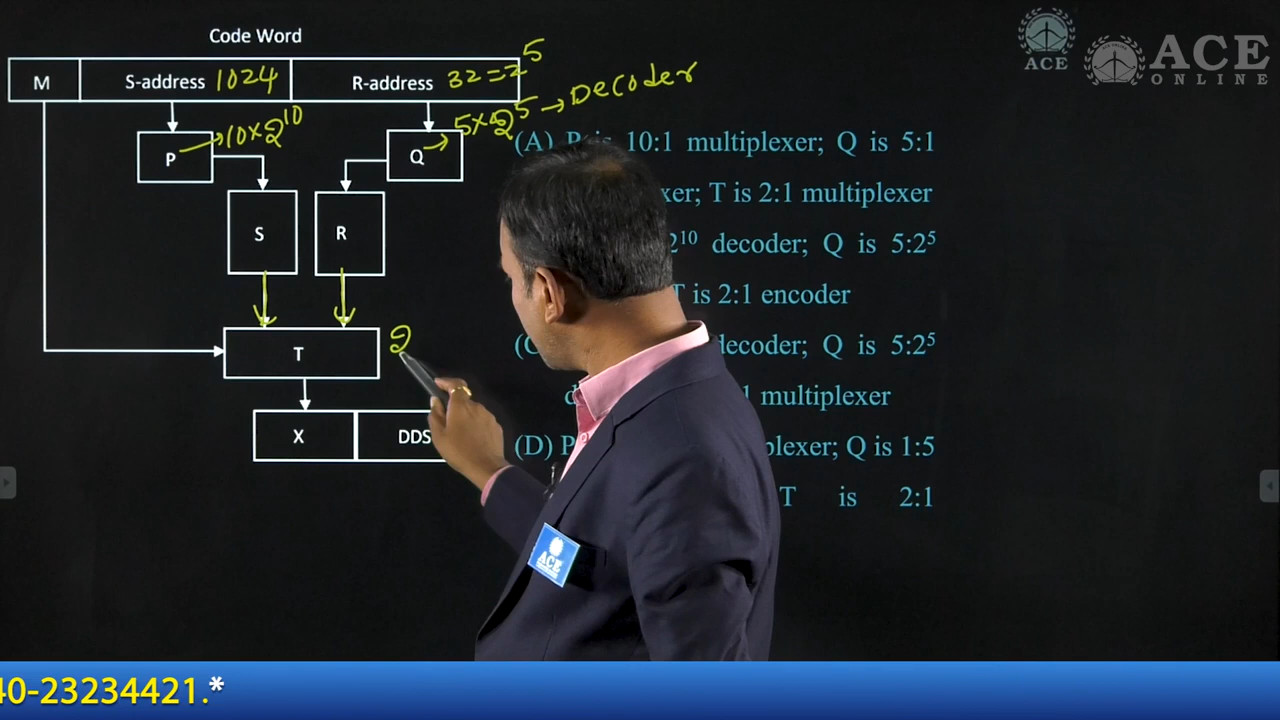 Code Word
M S-address 1024 R-address 32=2^5
P →10×2^10 Q →5×2^5 →Decoder
S R
T 2
X DDS
ACE
ACE
ONLINE
(A) P is 10:1 multiplexer; Q is 5:1
T is 2:1 multiplexer
2^10 decoder; Q is 5:2^5
T is 2:1 encoder
decoder; Q is 5:2^5
1 multiplexer
(D) P Q is 1:5
T is 2:1
ACE
40-23234421.*